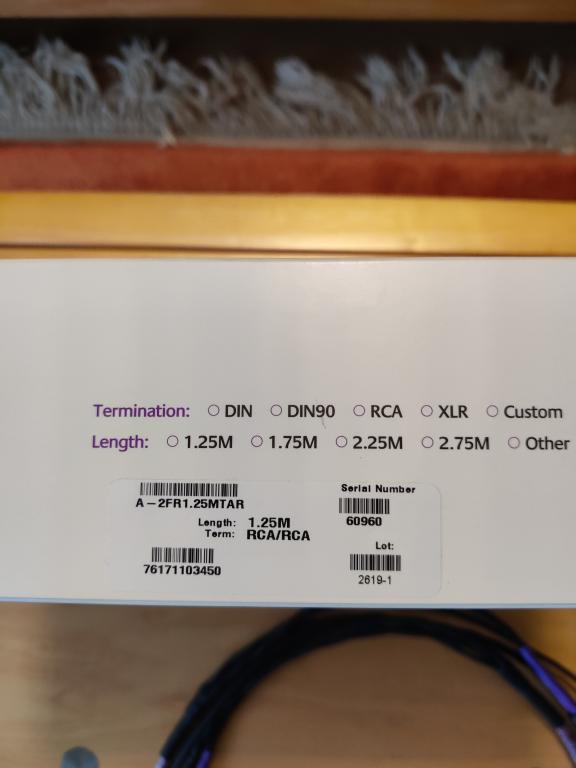 Termination: ○ DIN ○ DIN90 ○ RCA ○ XLR ○ Custom
Length: ○ 1.25M ○ 1.75M ○ 2.25M ○ 2.75M ○ Other
A-2FR1.25MTAR
Serial Number
60960
Length: 1.25M
Term: RCA/RCA
Lot:
76171103450
2619-1